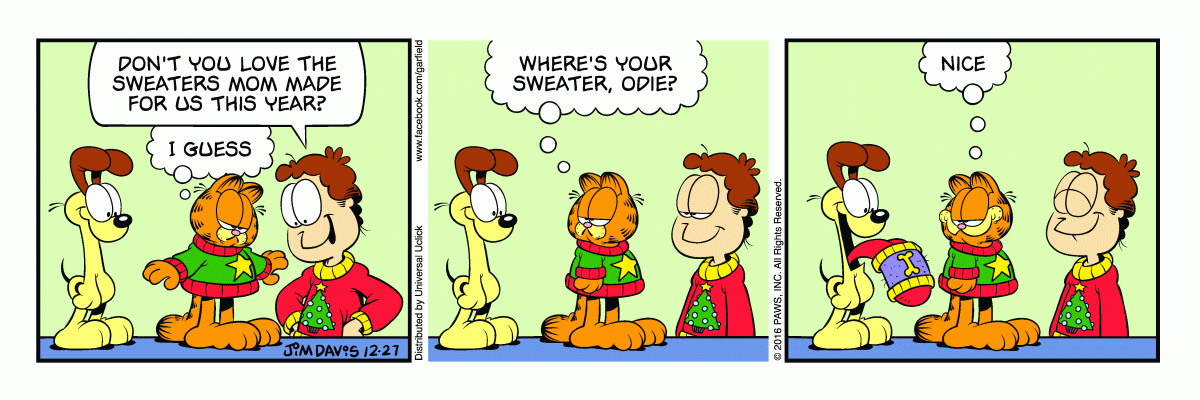 DON'T YOU LOVE THE
SWEATERS MOM MADE
FOR US THIS YEAR?
I GUESS
JIM DAVIS 12-27
www.facebook.com/garfield
Distributed by Universal Uclick
WHERE'S YOUR
SWEATER, ODIE?
© 2016 PAWS, INC. All Rights Reserved.
NICE